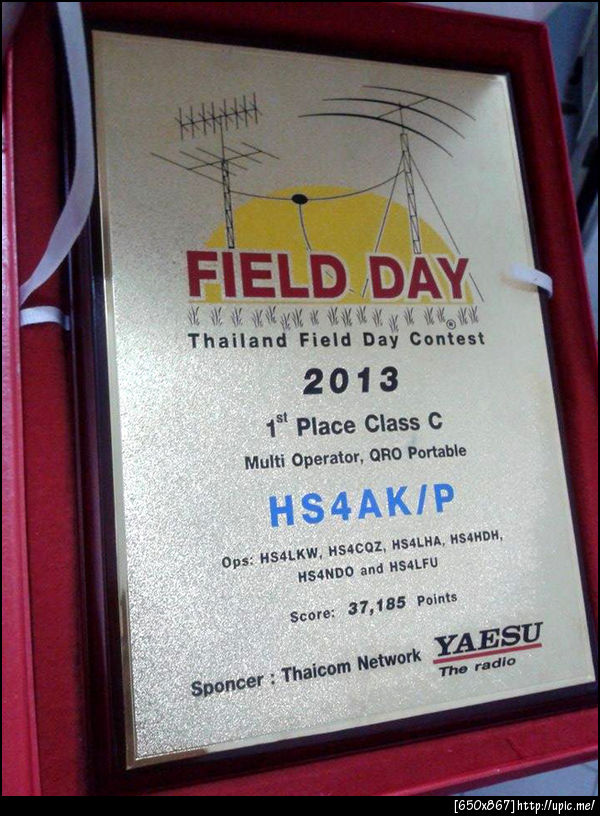 FIELD DAY
®
Thailand Field Day Contest
2013
1st Place Class C
Multi Operator, QRO Portable
HS4AK/P
Ops: HS4LKW, HS4CQZ, HS4LHA, HS4HDH,
HS4NDO and HS4LFU
Score: 37,185 Points
Sponcer : Thaicom Network YAESU
The radio
[650x867]http://upic.me/